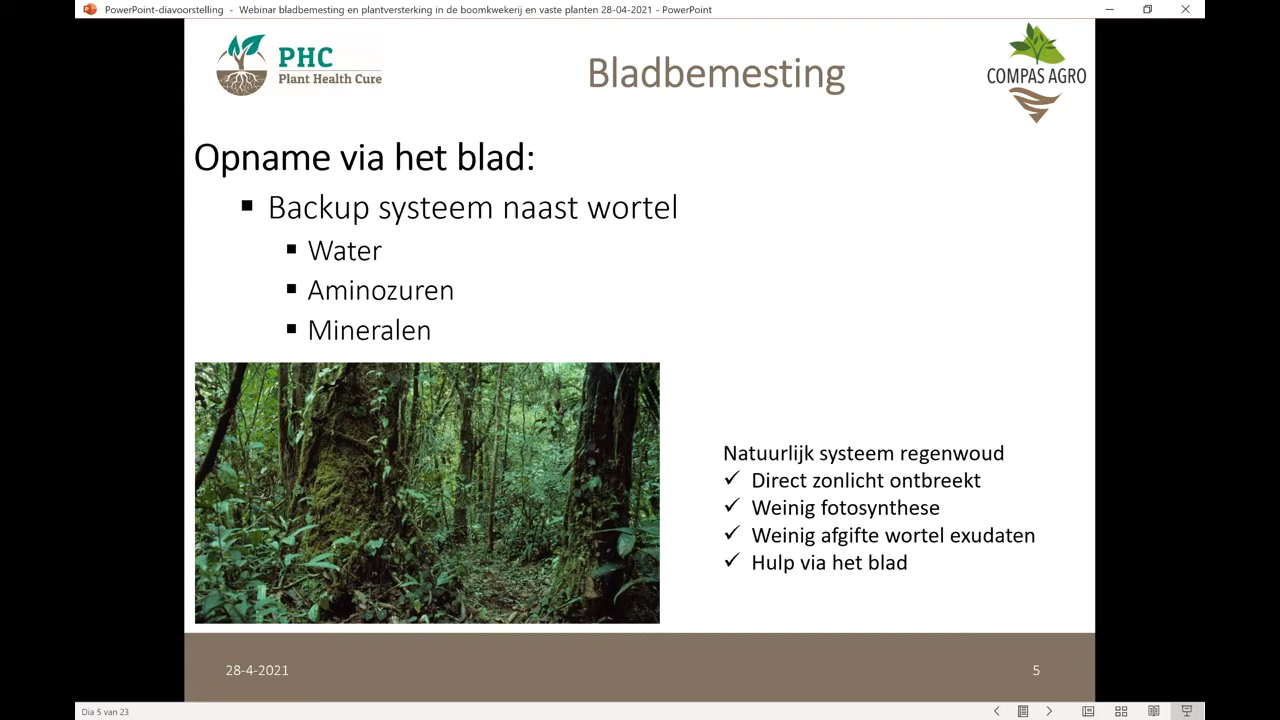 PowerPoint-diavoorstelling - Webinar bladbemesting en plantversterking in de boomkwekerij en vaste planten 28-04-2021 - PowerPoint
PHC
Plant Health Cure
Bladbemesting
COMPAS AGRO
Opname via het blad:
Backup systeem naast wortel
Water
Aminozuren
Mineralen
Natuurlijk systeem regenwoud
Direct zonlicht ontbreekt
Weinig fotosynthese
Weinig afgifte wortel exudaten
Hulp via het blad
28-4-2021
5
Dia 5 van 23